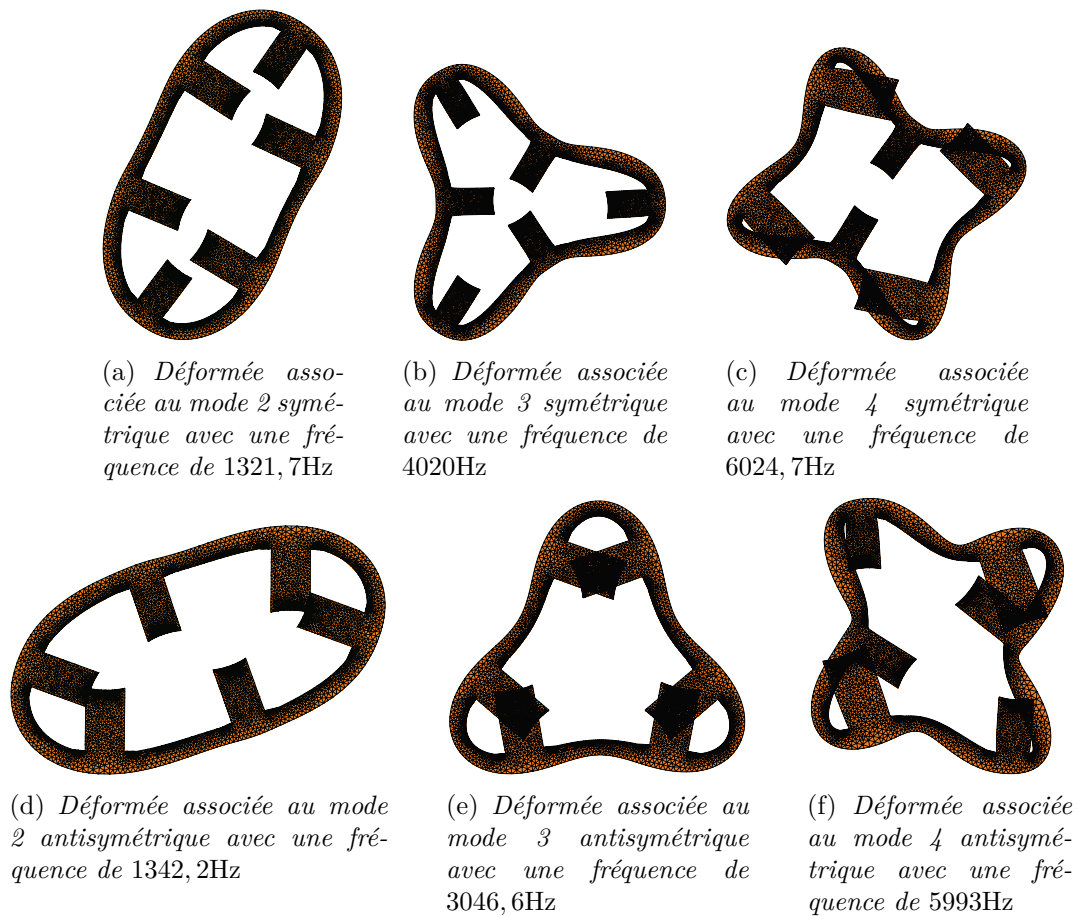 (a) Déformée asso-
ciée au mode 2 symé-
trique avec une fré-
quence de 1321, 7Hz
(b) Déformée associée
au mode 3 symétrique
avec une fréquence de
4020Hz
(c) Déformée associée
au mode 4 symétrique
avec une fréquence de
6024, 7Hz
(d) Déformée associée au mode
2 antisymétrique avec une fré-
quence de 1342, 2Hz
(e) Déformée associée au
mode 3 antisymétrique
avec une fréquence de
3046, 6Hz
(f) Déformée associée
au mode 4 antisymé-
trique avec une fré-
quence de 5993Hz